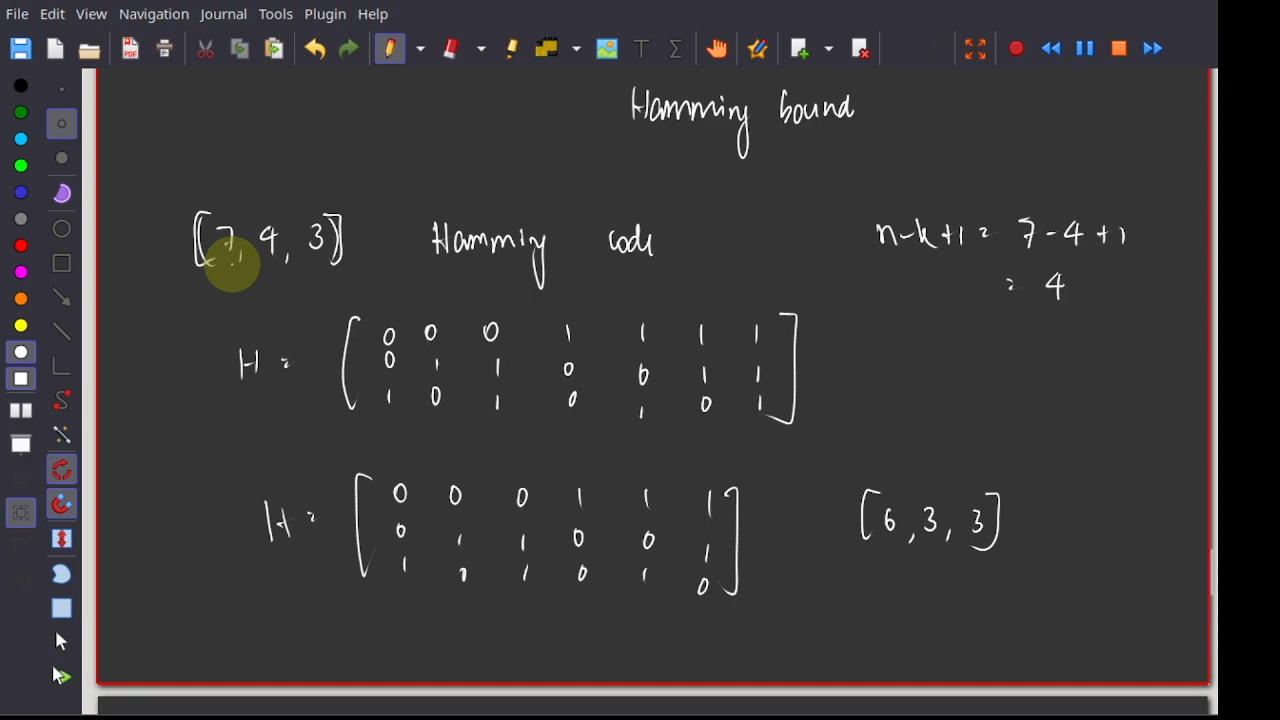 File Edit View Navigation Journal Tools Plugin Help
Hamming bound
[7, 4, 3] Hamming code n-k+1 = 7-4+1
= 4
H = [ 0 0 0 1 1 1 1
0 1 1 0 0 1 1
1 0 1 0 1 0 1 ]
H = [ 0 0 0 1 1 1 ] [6, 3, 3]
0 1 1 0 0 1
1 0 1 0 1 0